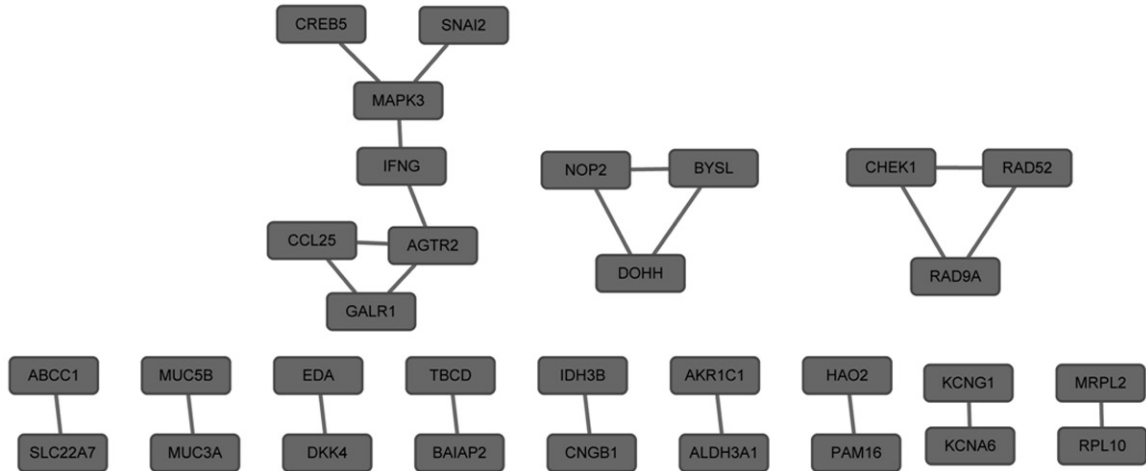 CREB5
SNAI2
MAPK3
IFNG
CCL25
AGTR2
GALR1
NOP2
BYSL
DOHH
CHEK1
RAD52
RAD9A
ABCC1
MUC5B
EDA
TBCD
IDH3B
AKR1C1
HAO2
KCNG1
MRPL2
SLC22A7
MUC3A
DKK4
BAIAP2
CNGB1
ALDH3A1
PAM16
KCNA6
RPL10